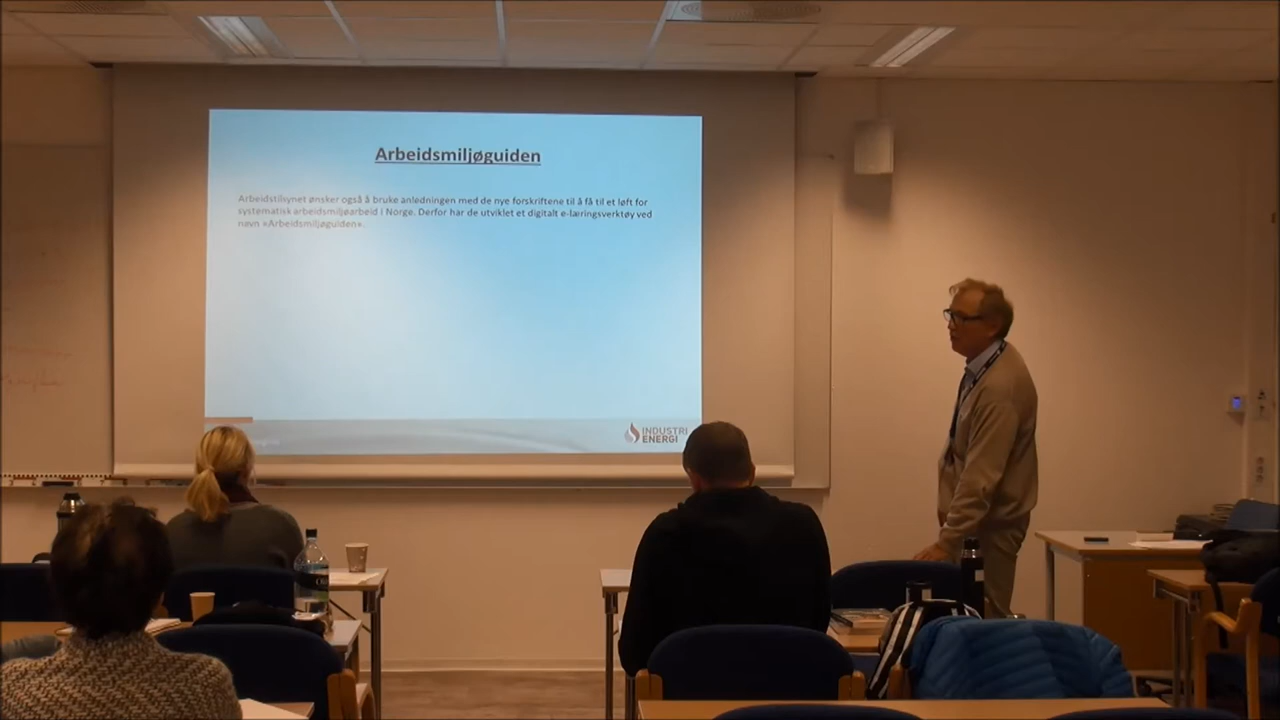 Arbeidsmiljøguiden
Arbeidstilsynet ønsker også å bruke anledningen med de nye forskriftene til å få til et løft for
systematisk arbeidsmiljøarbeid i Norge. Derfor har de utviklet et digitalt e-læringsverktøy ved
navn «Arbeidsmiljøguiden».
INDUSTRI
ENERGI